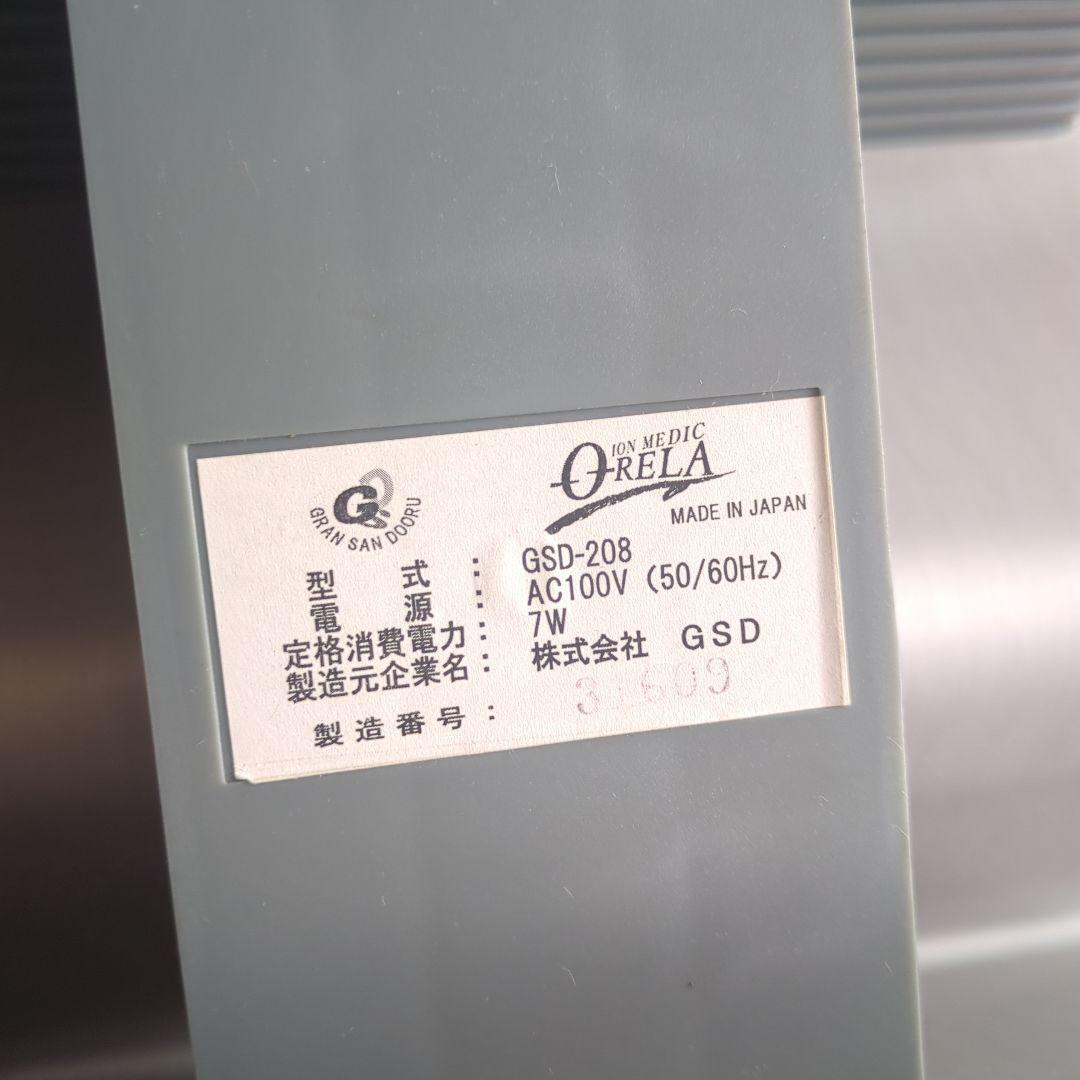 GRAN SAN DOORU
ION MEDIC
ORELA
MADE IN JAPAN
型 式 : GSD-208
電 源 : AC100V (50/60Hz)
定格消費電力 : 7W
製造元企業名 : 株式会社 GSD
製造番号 :